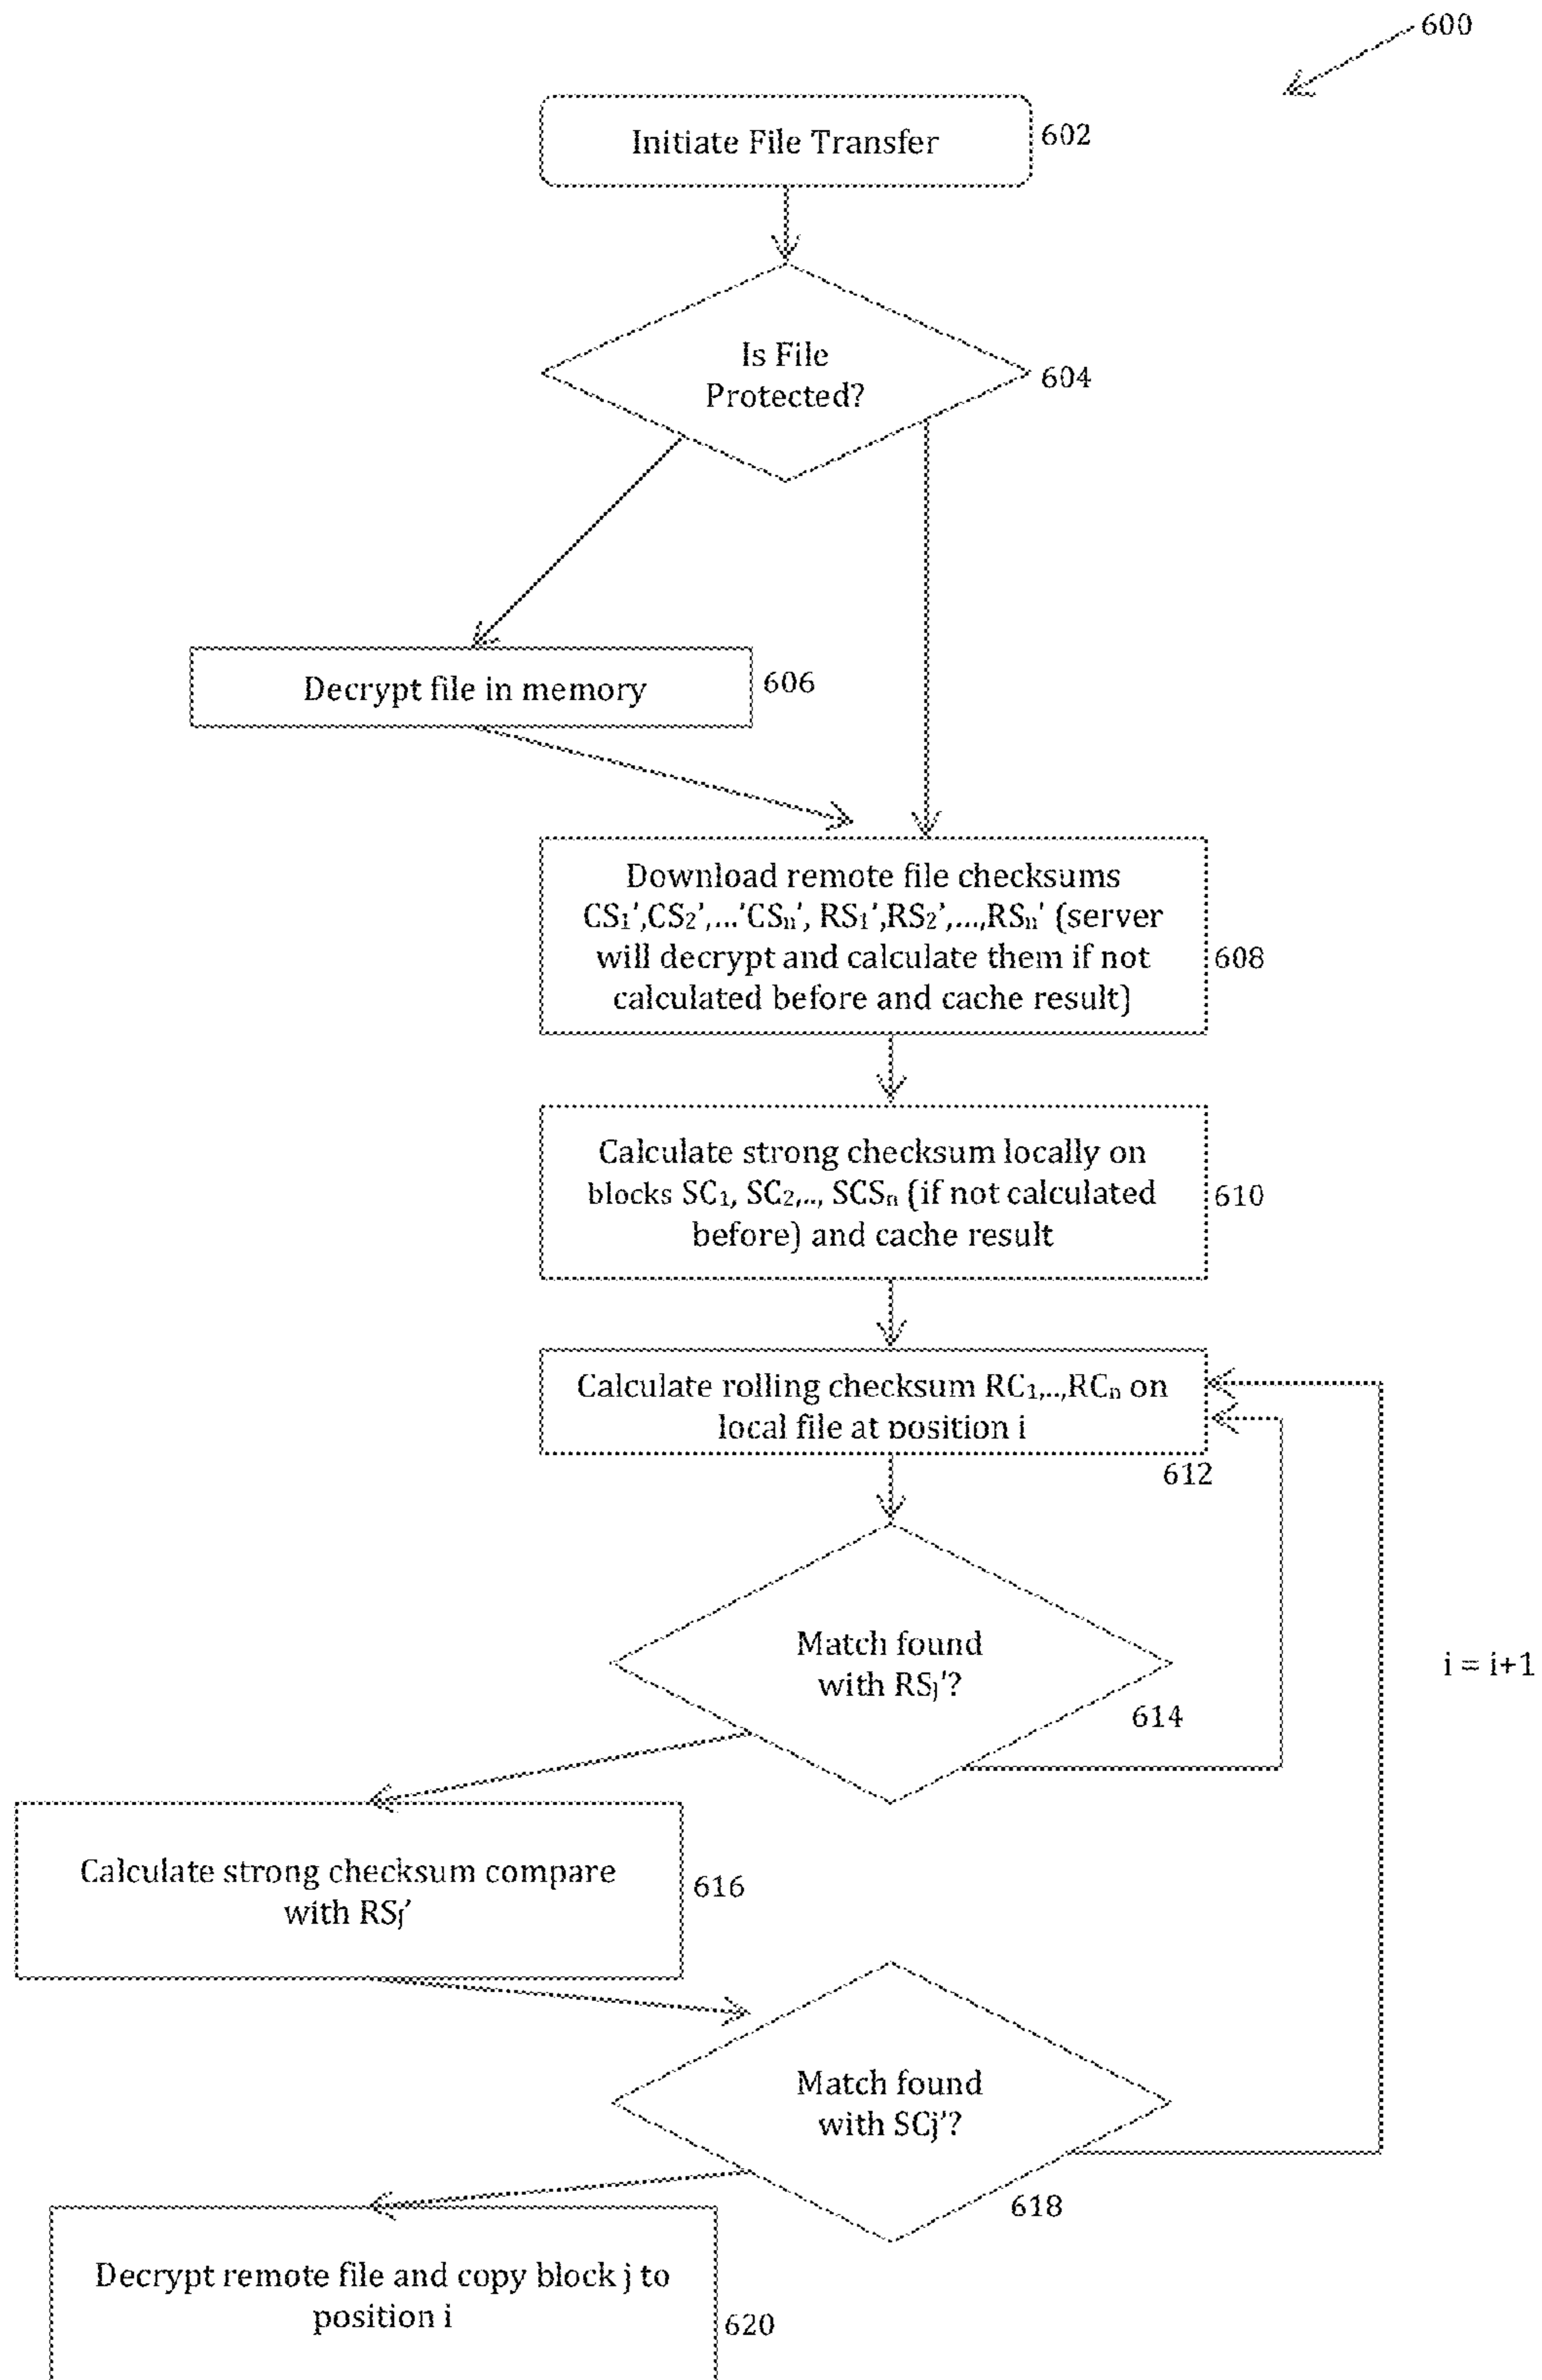 600
Initiate File Transfer
602
Is File
Protected?
604
Decrypt file in memory
606
Download remote file checksums
CS₁',CS₂',...'CSₙ', RS₁',RS₂',...,RSₙ' (server
will decrypt and calculate them if not
calculated before and cache result)
608
Calculate strong checksum locally on
blocks SC₁, SC₂,.., SCSₙ (if not calculated
before) and cache result
610
Calculate rolling checksum RC₁,..,RCₙ on
local file at position i
612
Match found
with RSⱼ'?
614
i = i+1
Calculate strong checksum compare
with RSⱼ'
616
Match found
with SCj'?
618
Decrypt remote file and copy block j to
position i
620